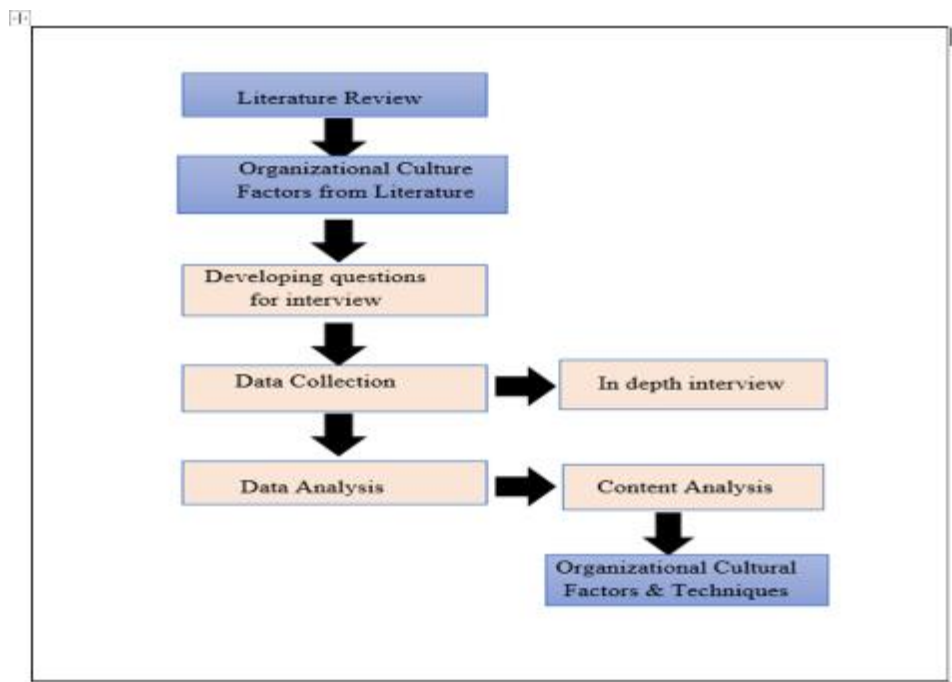 Literature Review
Organizational Culture
Factors from Literature
Developing questions
for interview
Data Collection
In depth interview
Data Analysis
Content Analysis
Organizational Cultural
Factors & Techniques